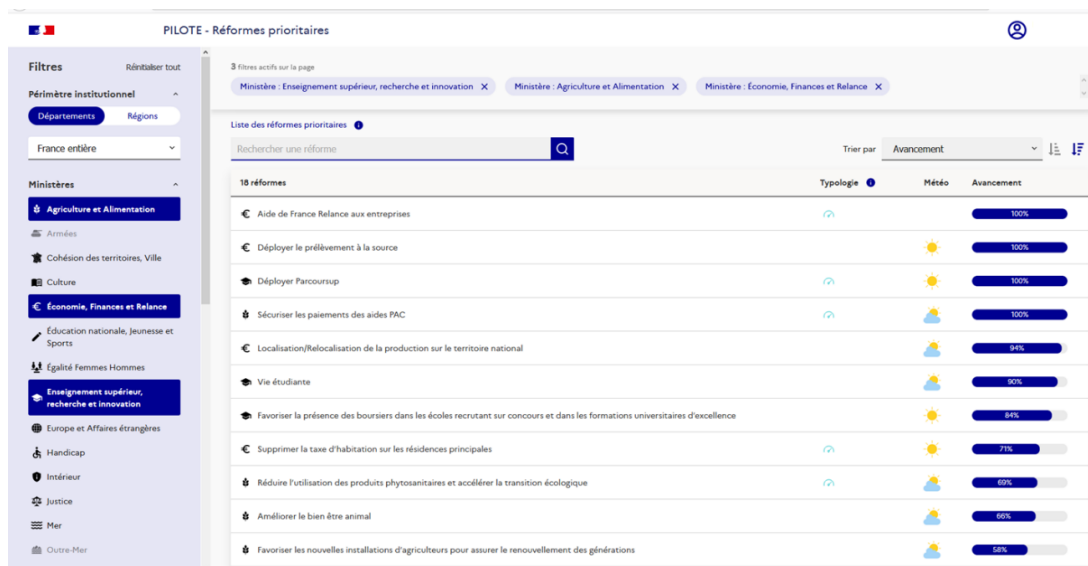 PILOTE - Réformes prioritaires
Filtres
Réinitialiser tout
Périmètre institutionnel
Départements
Régions
France entière
Ministères
Agriculture et Alimentation
Armées
Cohésion des territoires, Ville
Culture
Économie, Finances et Relance
Éducation nationale, Jeunesse et
Sports
Égalité Femmes Hommes
Enseignement supérieur,
recherche et innovation
Europe et Affaires étrangères
Handicap
Intérieur
Justice
Mer
Outre-Mer
3 filtres actifs sur la page
Ministère : Enseignement supérieur, recherche et innovation X
Ministère : Agriculture et Alimentation X
Ministère : Économie, Finances et Relance X
Liste des réformes prioritaires
Rechercher une réforme
Trier par
Avancement
18 réformes
Typologie
Météo
Avancement
€ Aide de France Relance aux entreprises 100%
€ Déployer le prélèvement à la source 100%
Déployer Parcoursup 100%
Sécuriser les paiements des aides PAC 100%
€ Localisation/Relocalisation de la production sur le territoire national 94%
Vie étudiante 90%
Favoriser la présence des boursiers dans les écoles recrutant sur concours et dans les formations universitaires d'excellence 84%
€ Supprimer la taxe d'habitation sur les résidences principales 71%
Réduire l'utilisation des produits phytosanitaires et accélérer la transition écologique 69%
Améliorer le bien être animal 66%
Favoriser les nouvelles installations d'agriculteurs pour assurer le renouvellement des générations 58%